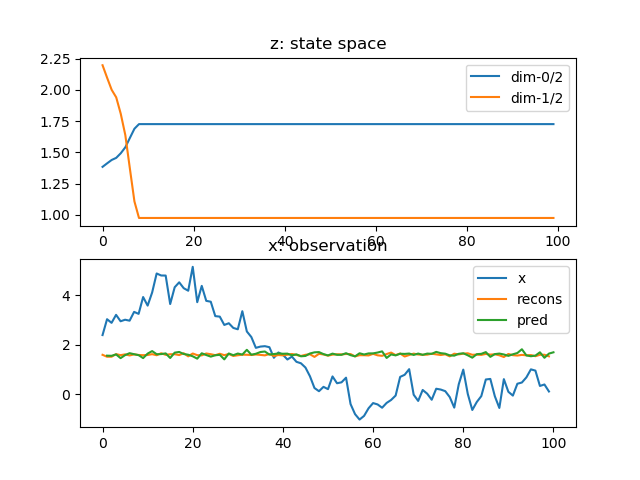 z: state space
2.25
2.00
1.75
1.50
1.25
1.00
dim-0/2
dim-1/2
0 20 40 60 80 100
x: observation
4
2
0
x
recons
pred
0 20 40 60 80 100